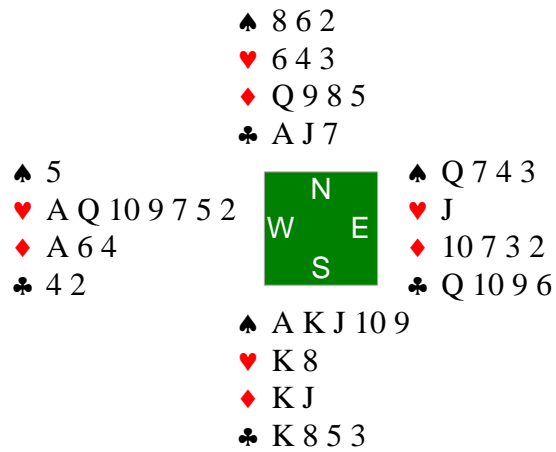 ♠ 8 6 2
♥ 6 4 3
♦ Q 9 8 5
♣ A J 7
♠ 5
♥ A Q 10 9 7 5 2
♦ A 6 4
♣ 4 2
N
W E
S
♠ Q 7 4 3
♥ J
♦ 10 7 3 2
♣ Q 10 9 6
♠ A K J 10 9
♥ K 8
♦ K J
♣ K 8 5 3